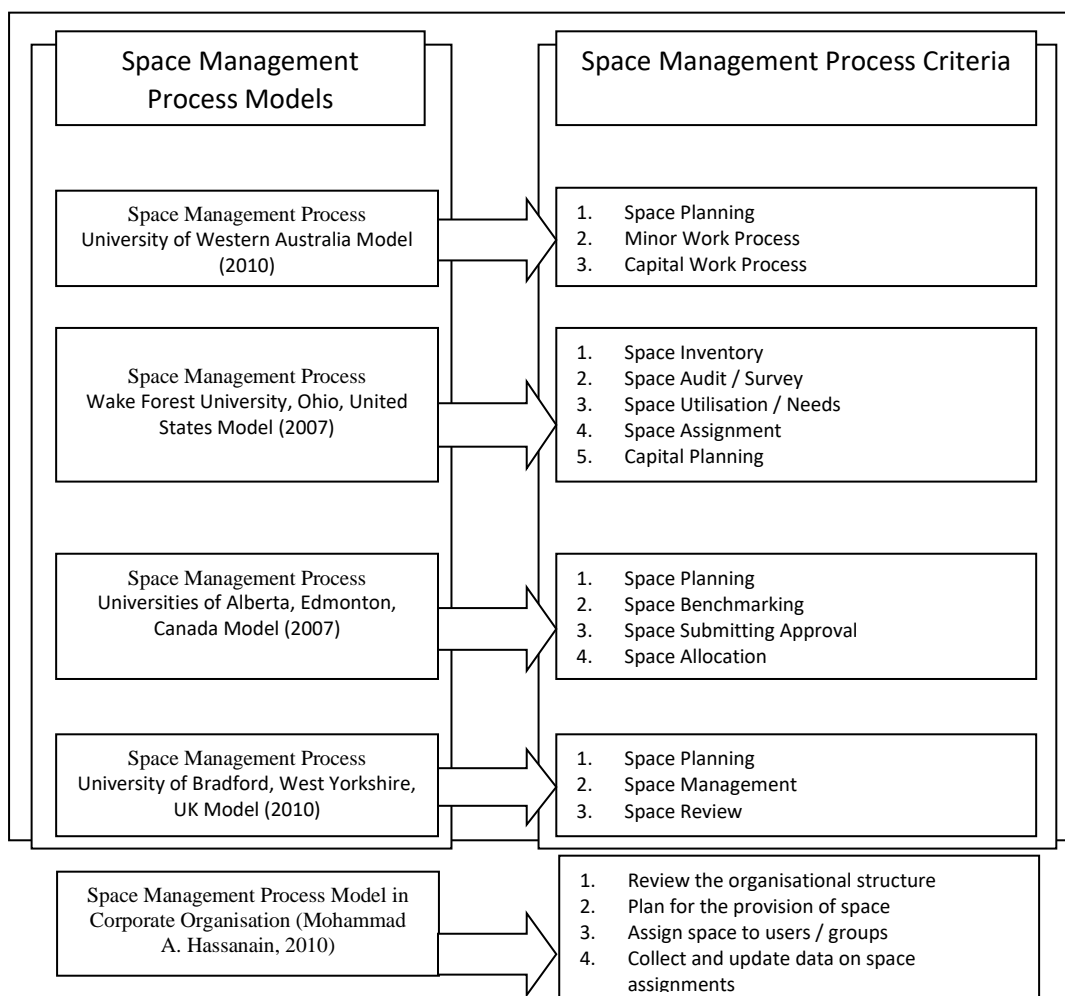 Space Management
Process Models
Space Management Process Criteria
Space Management Process
University of Western Australia Model
(2010)
1. Space Planning
2. Minor Work Process
3. Capital Work Process
Space Management Process
Wake Forest University, Ohio, United
States Model (2007)
1. Space Inventory
2. Space Audit / Survey
3. Space Utilisation / Needs
4. Space Assignment
5. Capital Planning
Space Management Process
Universities of Alberta, Edmonton,
Canada Model (2007)
1. Space Planning
2. Space Benchmarking
3. Space Submitting Approval
4. Space Allocation
Space Management Process
University of Bradford, West Yorkshire,
UK Model (2010)
1. Space Planning
2. Space Management
3. Space Review
Space Management Process Model in
Corporate Organisation (Mohammad
A. Hassanain, 2010)
1. Review the organisational structure
2. Plan for the provision of space
3. Assign space to users / groups
4. Collect and update data on space
assignments